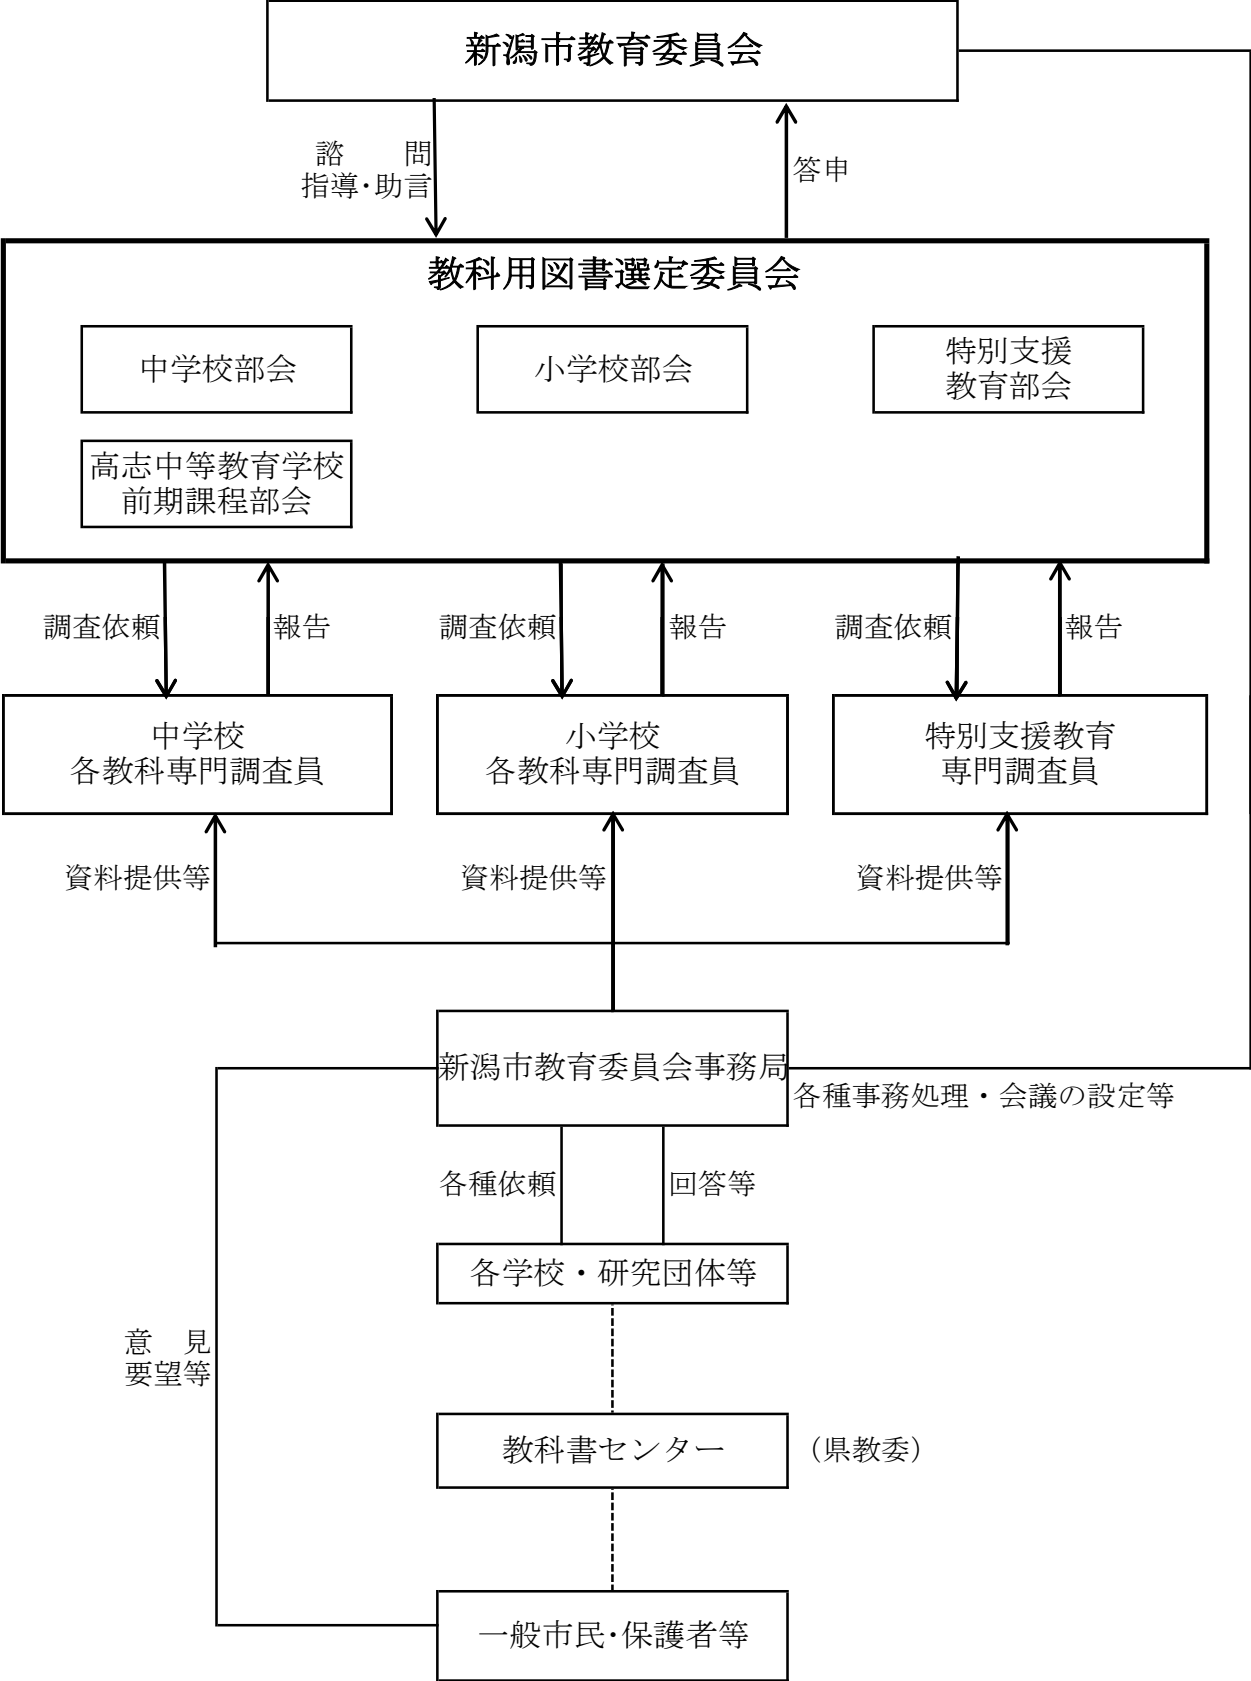 新潟市教育委員会
諮　　問
指導・助言
答申
教科用図書選定委員会
中学校部会
小学校部会
特別支援
教育部会
高志中等教育学校
前期課程部会
調査依頼
報告
調査依頼
報告
調査依頼
報告
中学校
各教科専門調査員
小学校
各教科専門調査員
特別支援教育
専門調査員
資料提供等
資料提供等
資料提供等
新潟市教育委員会事務局
各種事務処理・会議の設定等
各種依頼
回答等
各学校・研究団体等
意　見
要望等
教科書センター
（県教委）
一般市民・保護者等